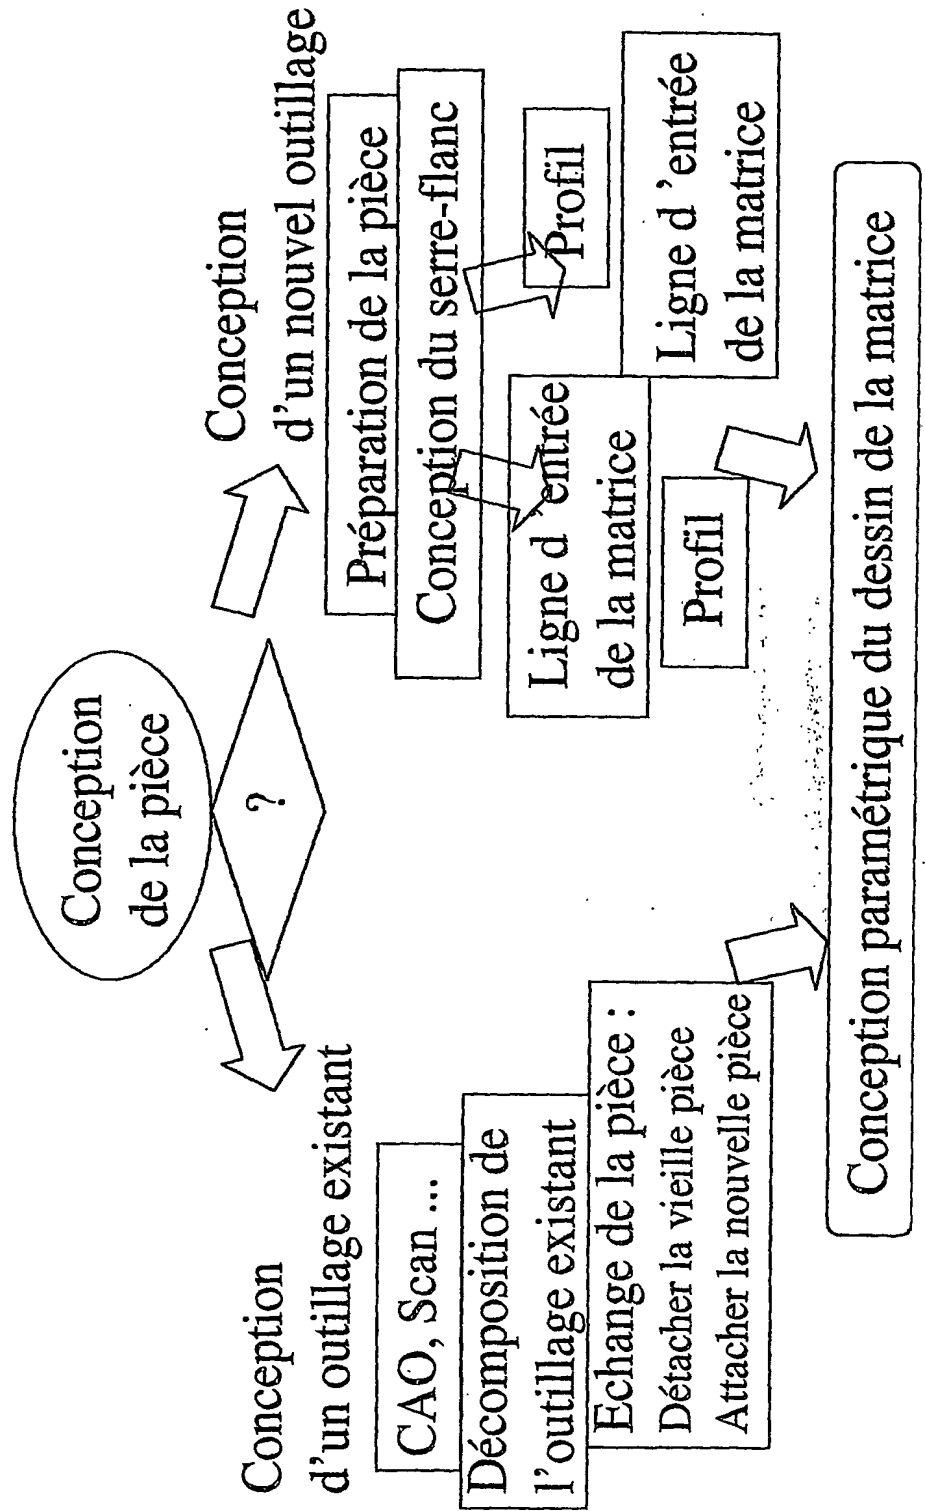 Conception
de la pièce
?
Conception
d'un outillage existant
CAO, Scan ...
Décomposition de
l'outillage existant
Echange de la pièce :
Détacher la vieille pièce
Attacher la nouvelle pièce
Conception
d'un nouvel outillage
Préparation de la pièce
Conception du serre-flanc
Ligne d'entrée
de la matrice
Profil
Profil
Ligne d'entrée
de la matrice
Conception paramétrique du dessin de la matrice